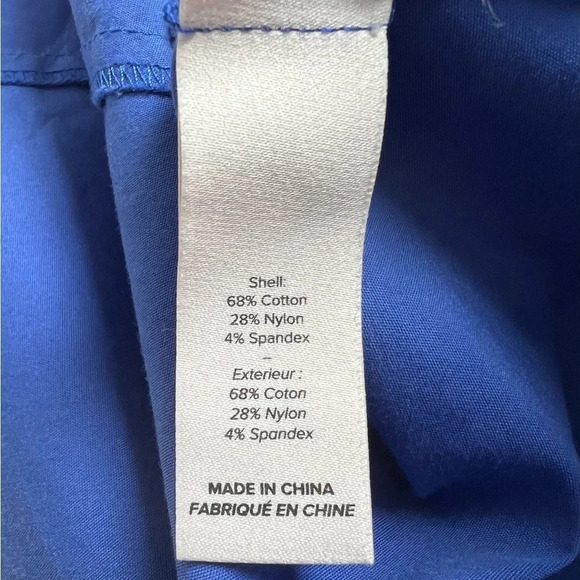 Shell:
68% Cotton
28% Nylon
4% Spandex
–
Exterieur :
68% Coton
28% Nylon
4% Spandex
MADE IN CHINA
FABRIQUÉ EN CHINE